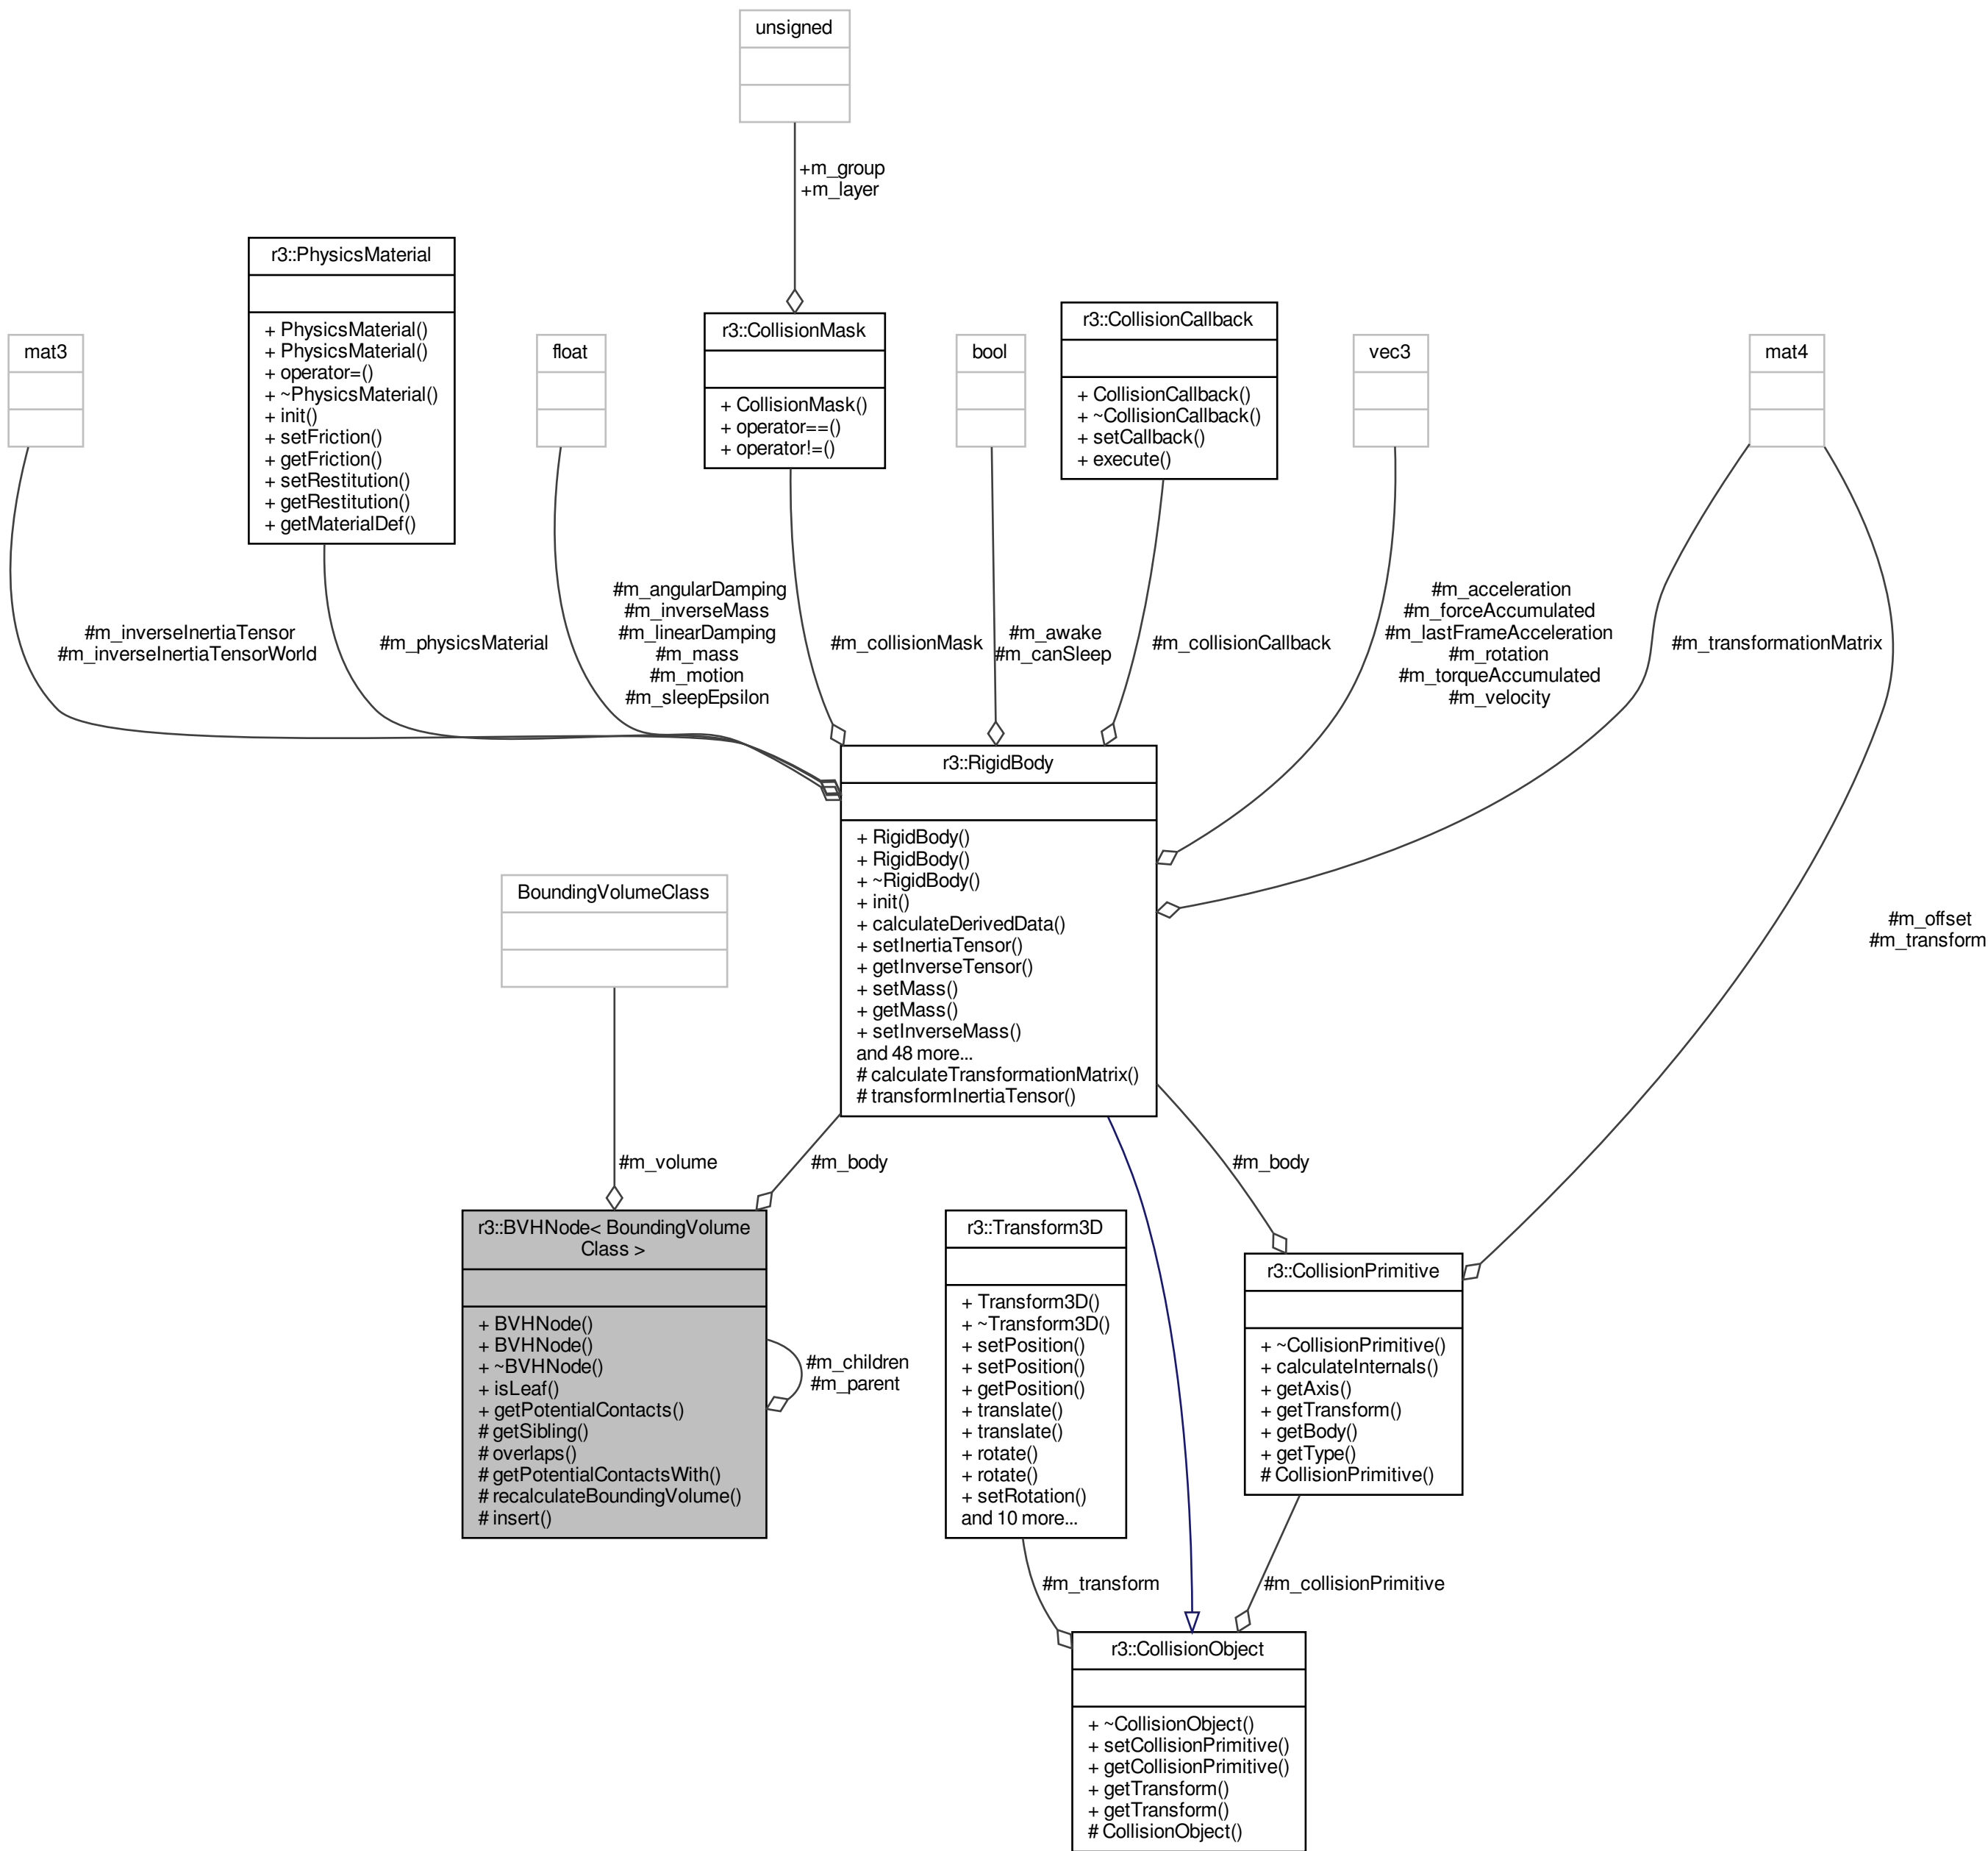 unsigned
+m_group
+m_layer
r3::PhysicsMaterial
+ PhysicsMaterial()
+ PhysicsMaterial()
+ operator=()
+ ~PhysicsMaterial()
+ init()
+ setFriction()
+ getFriction()
+ setRestitution()
+ getRestitution()
+ getMaterialDef()
mat3
float
r3::CollisionMask
+ CollisionMask()
+ operator==()
+ operator!=()
bool
r3::CollisionCallback
+ CollisionCallback()
+ ~CollisionCallback()
+ setCallback()
+ execute()
vec3
mat4
#m_inverseInertiaTensor
#m_inverseInertiaTensorWorld
#m_physicsMaterial
#m_angularDamping
#m_inverseMass
#m_linearDamping
#m_mass
#m_motion
#m_sleepEpsilon
#m_collisionMask
#m_awake
#m_canSleep
#m_collisionCallback
#m_acceleration
#m_forceAccumulated
#m_lastFrameAcceleration
#m_rotation
#m_torqueAccumulated
#m_velocity
#m_transformationMatrix
r3::RigidBody
+ RigidBody()
+ RigidBody()
+ ~RigidBody()
+ init()
+ calculateDerivedData()
+ setInertiaTensor()
+ getInverseTensor()
+ setMass()
+ getMass()
+ setInverseMass()
and 48 more...
# calculateTransformationMatrix()
# transformInertiaTensor()
BoundingVolumeClass
#m_offset
#m_transform
#m_volume
#m_body
#m_body
r3::BVHNode< BoundingVolume
Class >
+ BVHNode()
+ BVHNode()
+ ~BVHNode()
+ isLeaf()
+ getPotentialContacts()
# getSibling()
# overlaps()
# getPotentialContactsWith()
# recalculateBoundingVolume()
# insert()
#m_children
#m_parent
r3::Transform3D
+ Transform3D()
+ ~Transform3D()
+ setPosition()
+ setPosition()
+ getPosition()
+ translate()
+ translate()
+ rotate()
+ rotate()
+ setRotation()
and 10 more...
r3::CollisionPrimitive
+ ~CollisionPrimitive()
+ calculateInternals()
+ getAxis()
+ getTransform()
+ getBody()
+ getType()
# CollisionPrimitive()
#m_transform
#m_collisionPrimitive
r3::CollisionObject
+ ~CollisionObject()
+ setCollisionPrimitive()
+ getCollisionPrimitive()
+ getTransform()
+ getTransform()
# CollisionObject()